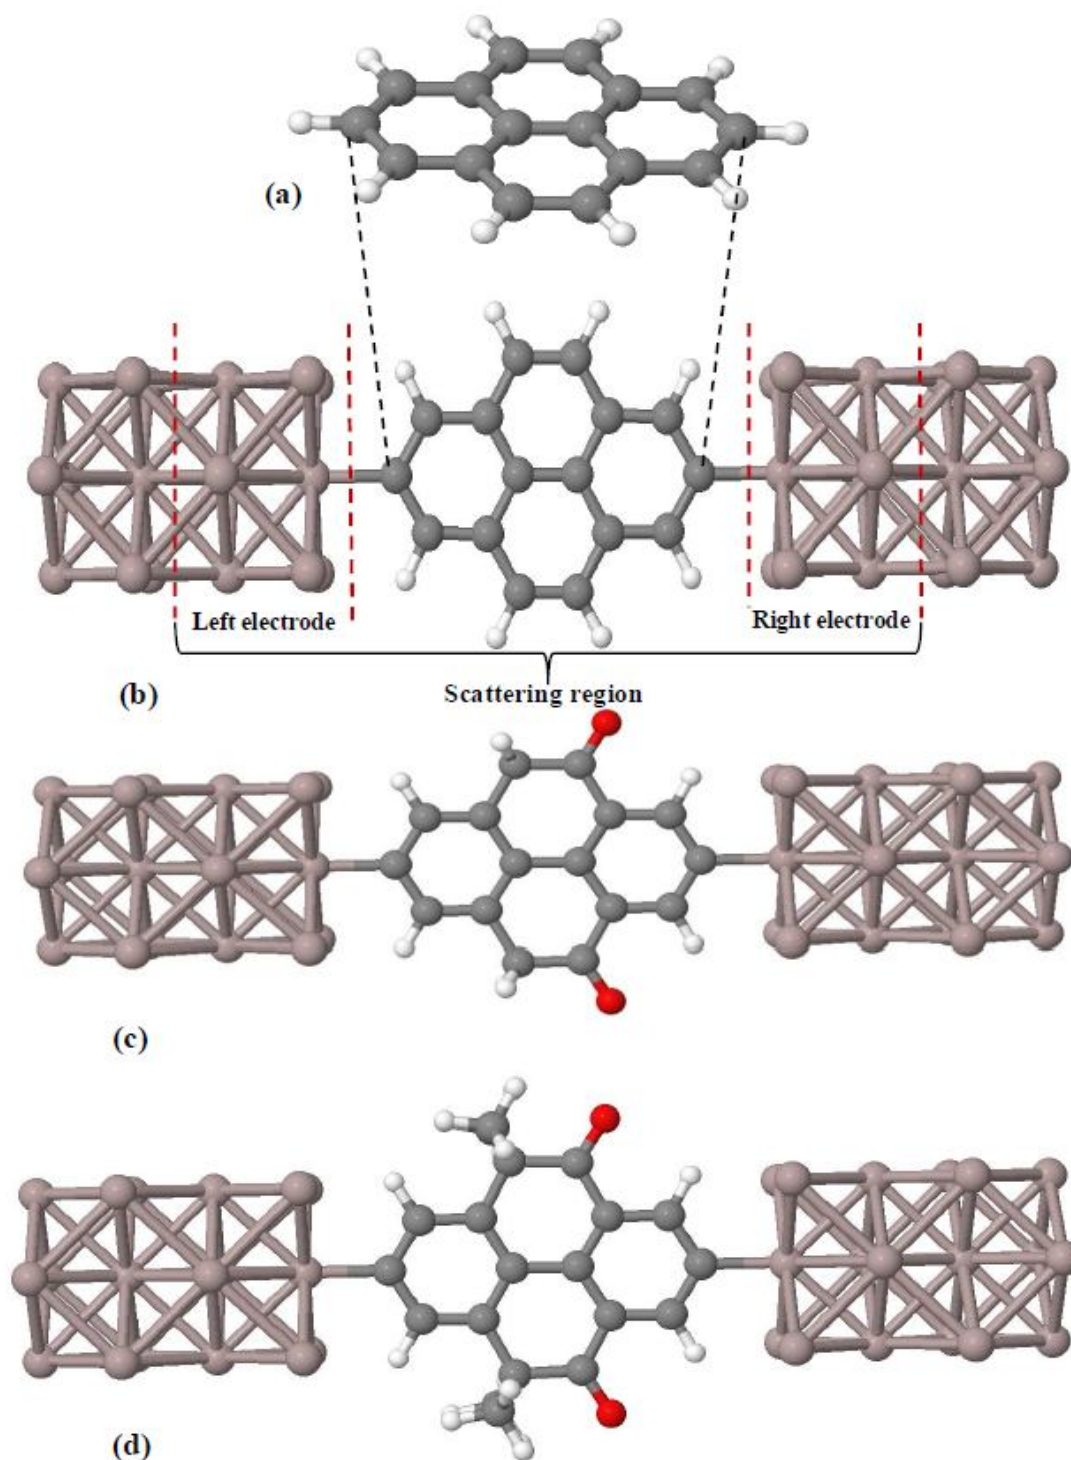 (a)
Left electrode
Right electrode
(b)
Scattering region
(c)
(d)